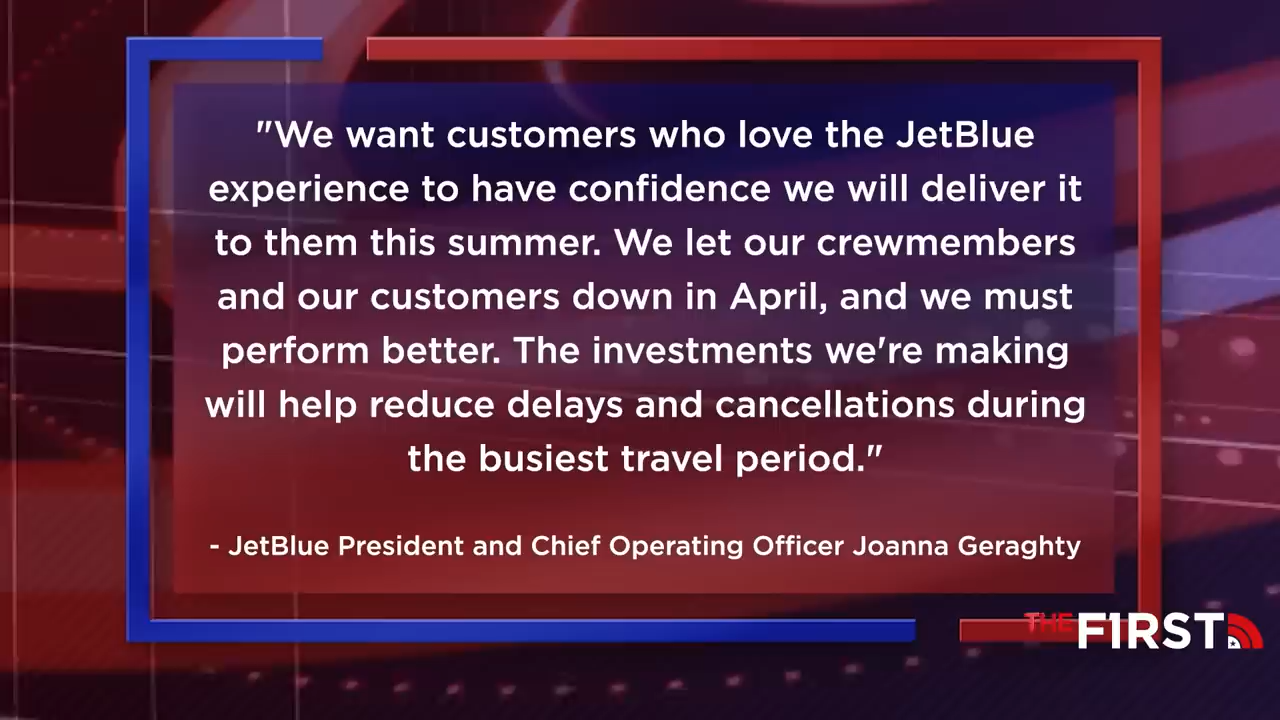 "We want customers who love the JetBlue
experience to have confidence we will deliver it
to them this summer. We let our crewmembers
and our customers down in April, and we must
perform better. The investments we're making
will help reduce delays and cancellations during
the busiest travel period."
- JetBlue President and Chief Operating Officer Joanna Geraghty
THE FIRST